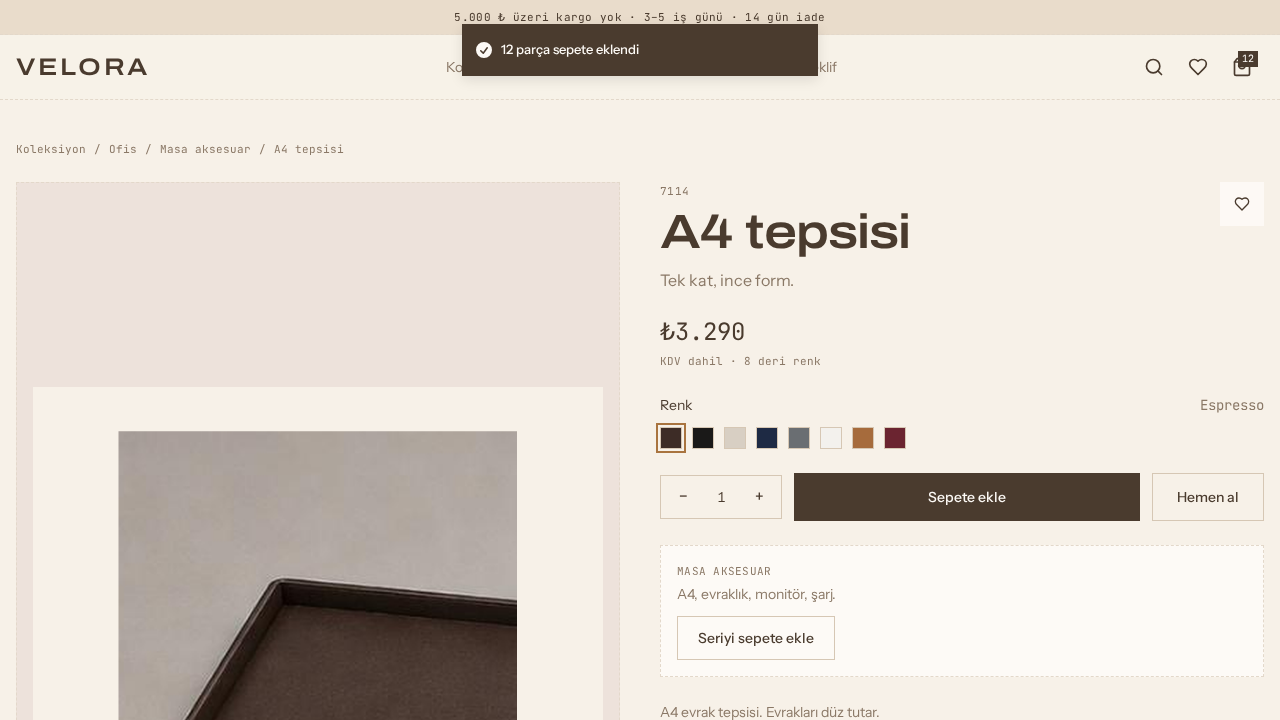 5.000 ₺ üzeri kargo yok · 3–5 iş günü · 14 gün iade
12 parça sepete eklendi
VELORA
12
Koleksiyon / Ofis / Masa aksesuar / A4 tepsisi
7114
A4 tepsisi
Tek kat, ince form.
₺3.290
KDV dahil · 8 deri renk
Renk
Espresso
− 1 +
Sepete ekle
Hemen al
MASA AKSESUAR
A4, evraklık, monitör, şarj.
Seriyi sepete ekle
A4 evrak tepsisi. Evrakları düz tutar.